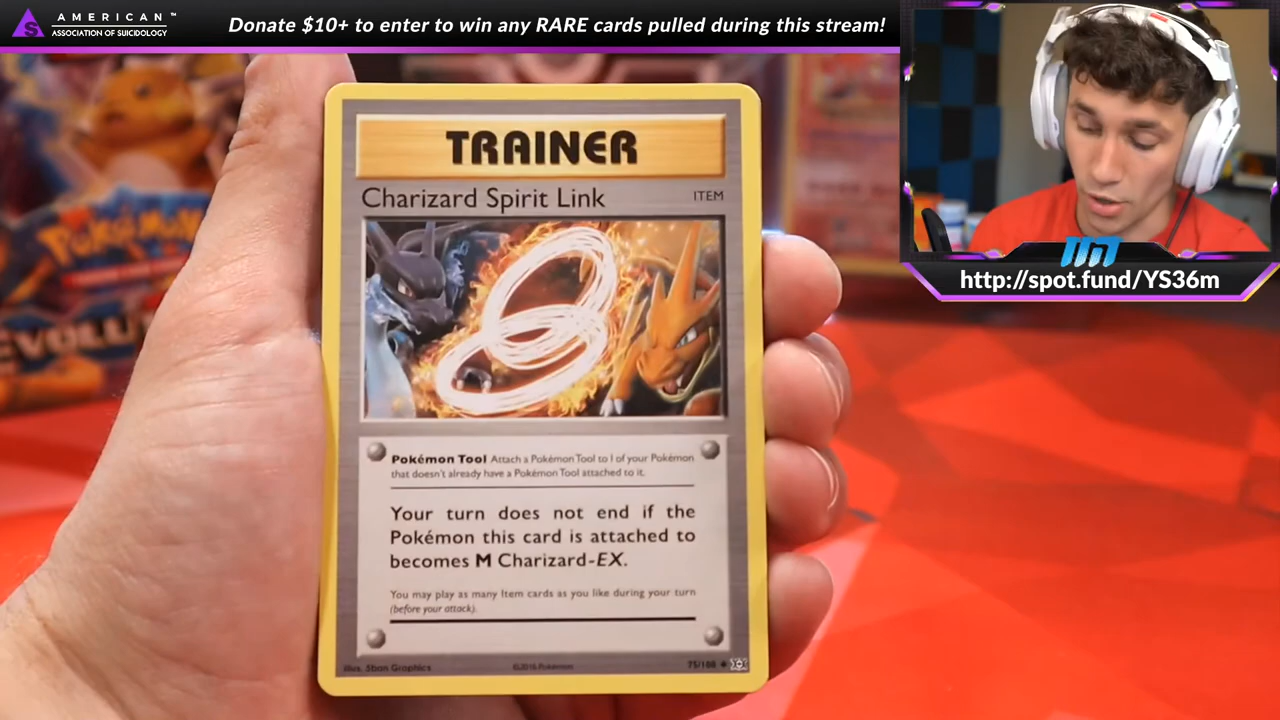 AMERICAN™
ASSOCIATION OF SUICIDOLOGY
Donate $10+ to enter to win any RARE cards pulled during this stream!
http://spot.fund/YS36m
Pokémon
EVOLUT
TRAINER
Charizard Spirit Link ITEM
Pokémon Tool Attach a Pokémon Tool to 1 of your Pokémon
that doesn't already have a Pokémon Tool attached to it.
Your turn does not end if the
Pokémon this card is attached to
becomes M Charizard-EX.
You may play as many Item cards as you like during your turn
(before your attack).
Illus. 5ban Graphics ©2016 Pokémon 75/108